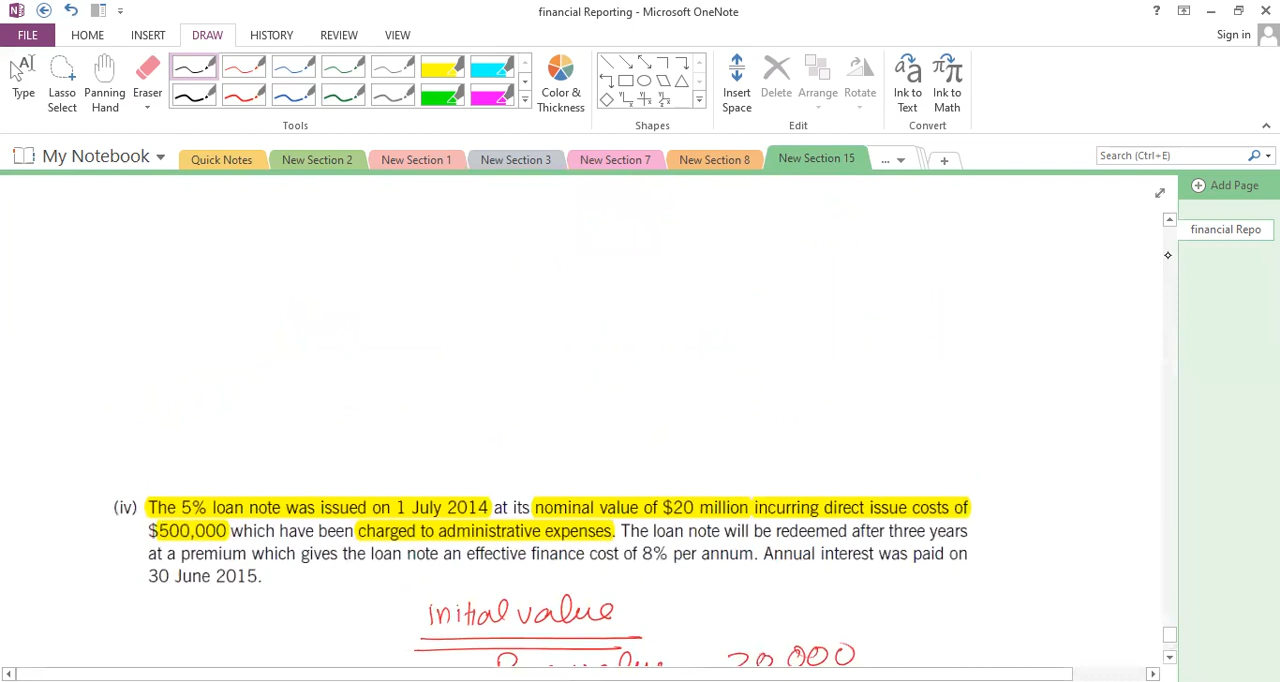 financial Reporting - Microsoft OneNote
?
Sign in
FILE HOME INSERT DRAW HISTORY REVIEW VIEW
Type
Lasso Select
Panning Hand
Eraser
Color & Thickness
Insert Space
Delete
Arrange
Rotate
Ink to Text
Ink to Math
Tools
Shapes
Edit
Convert
My Notebook
Quick Notes
New Section 2
New Section 1
New Section 3
New Section 7
New Section 8
New Section 15
...
Search (Ctrl+E)
Add Page
financial Repo
(iv) The 5% loan note was issued on 1 July 2014 at its nominal value of $20 million incurring direct issue costs of
$500,000 which have been charged to administrative expenses. The loan note will be redeemed after three years
at a premium which gives the loan note an effective finance cost of 8% per annum. Annual interest was paid on
30 June 2015.
initial value
20,000